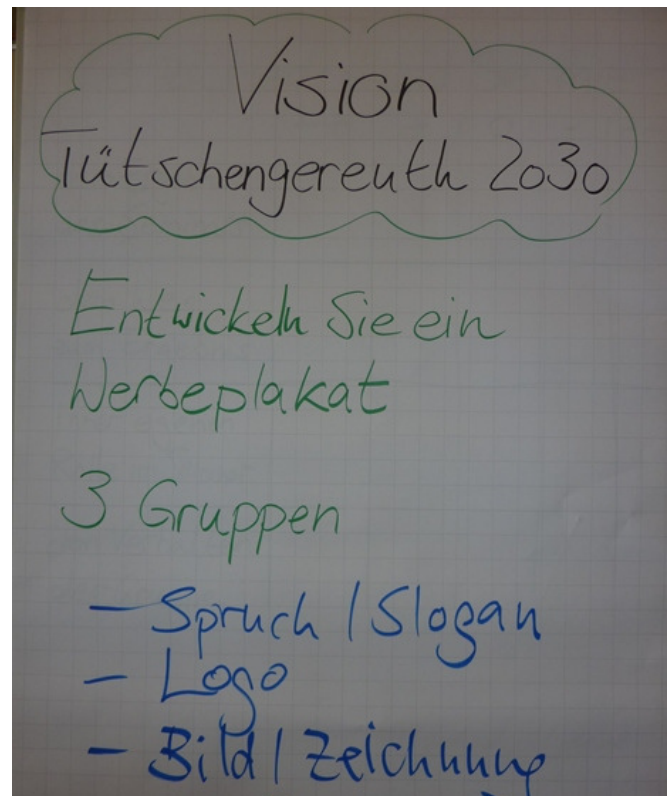 Vision
Tütschengereuth 2030
Entwickeln Sie ein
Werbeplakat
3 Gruppen
- Spruch / Slogan
- Logo
- Bild / Zeichnung